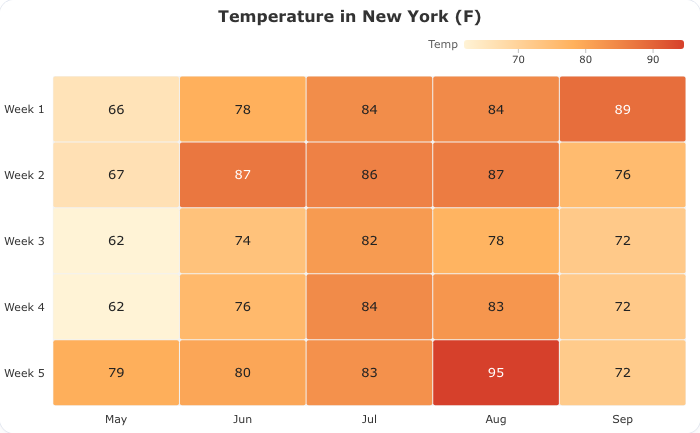 Temperature in New York (F)
Temp
70 80 90
Week 1 66 78 84 84 89
Week 2 67 87 86 87 76
Week 3 62 74 82 78 72
Week 4 62 76 84 83 72
Week 5 79 80 83 95 72
May Jun Jul Aug Sep